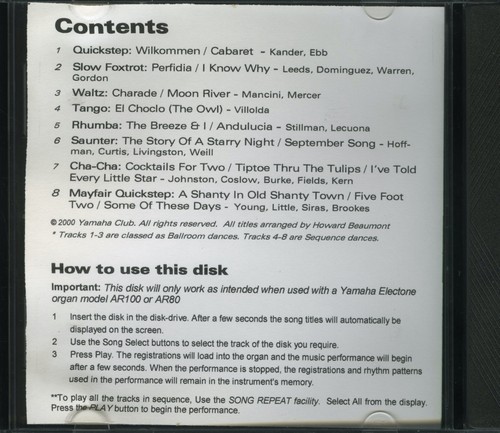 Contents
1 Quickstep: Wilkommen / Cabaret - Kander, Ebb
2 Slow Foxtrot: Perfidia / I Know Why - Leeds, Dominguez, Warren,
Gordon
3 Waltz: Charade / Moon River - Mancini, Mercer
4 Tango: El Choclo (The Owl) - Villolda
5 Rhumba: The Breeze & I / Andulucia - Stillman, Lecuona
6 Saunter: The Story Of A Starry Night / September Song - Hoff-
man, Curtis, Livingston, Weill
7 Cha-Cha: Cocktails For Two / Tiptoe Thru The Tulips / I've Told
Every Little Star - Johnston, Coslow, Burke, Fields, Kern
8 Mayfair Quickstep: A Shanty In Old Shanty Town / Five Foot
Two / Some Of These Days - Young, Little, Siras, Brookes
© 2000 Yamaha Club. All rights reserved. All titles arranged by Howard Beaumont
* Tracks 1-3 are classed as Ballroom dances. Tracks 4-8 are Sequence dances.
How to use this disk
Important: This disk will only work as intended when used with a Yamaha Electone
organ model AR100 or AR80
1 Insert the disk in the disk-drive. After a few seconds the song titles will automatically be
displayed on the screen.
2 Use the Song Select buttons to select the track of the disk you require.
3 Press Play. The registrations will load into the organ and the music performance will begin
after a few seconds. When the performance is stopped, the registrations and rhythm patterns
used in the performance will remain in the instrument's memory.
**To play all the tracks in sequence, Use the SONG REPEAT facility. Select All from the display.
Press the PLAY button to begin the performance.